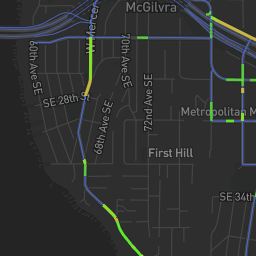 McGilvra
W Mercer
60th Ave SE
70th Ave SE
SE 28th S
68th Ave SE
72nd Ave SE
Metropolitan M
First Hill
SE 34th